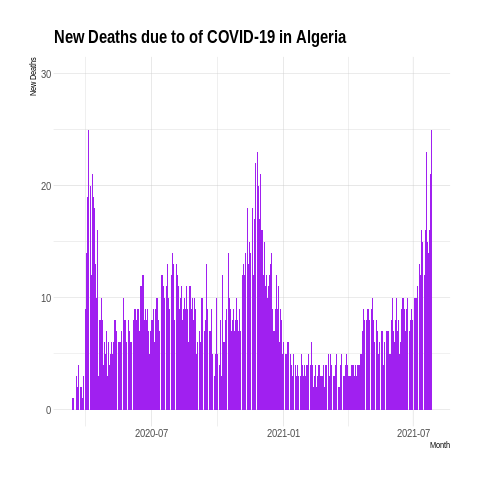 New Deaths due to of COVID-19 in Algeria
New Deaths
30
20
10
0
2020-07
2021-01
2021-07
Month